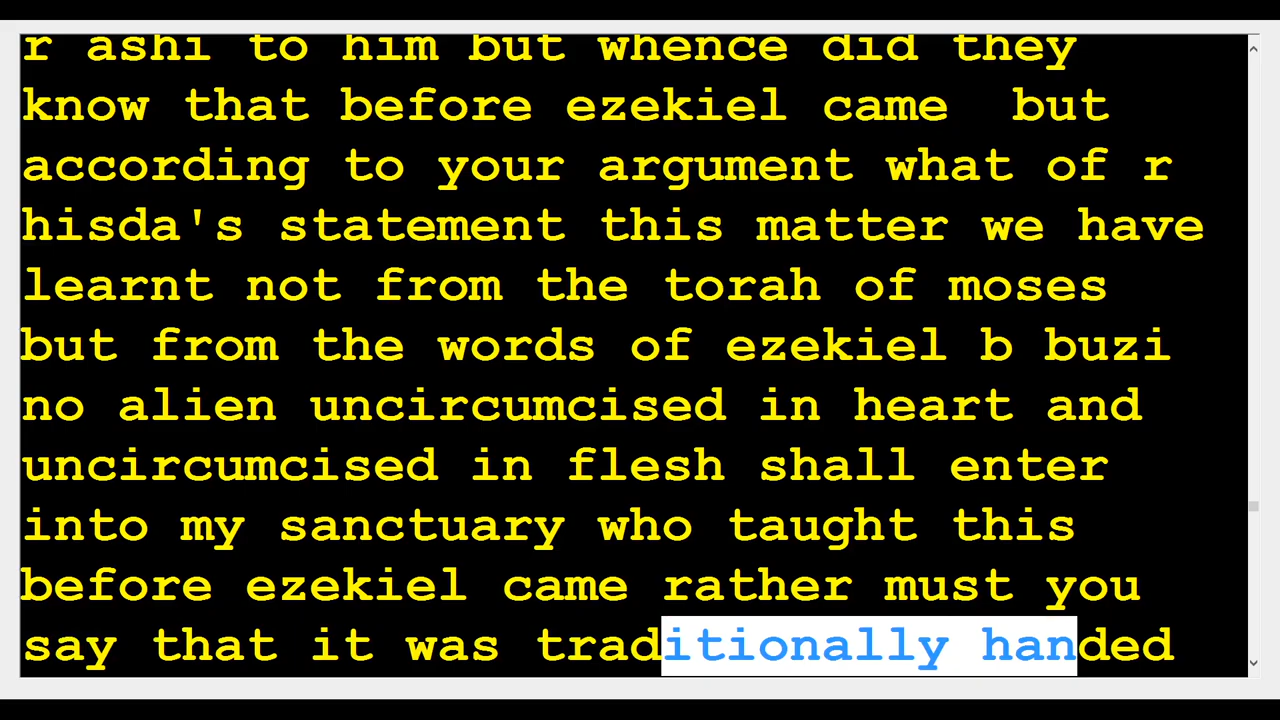 r ashi to him but whence did they
know that before ezekiel came  but
according to your argument what of r
hisda's statement this matter we have
learnt not from the torah of moses
but from the words of ezekiel b buzi
no alien uncircumcised in heart and
uncircumcised in flesh shall enter
into my sanctuary who taught this
before ezekiel came rather must you
say that it was traditionally handed